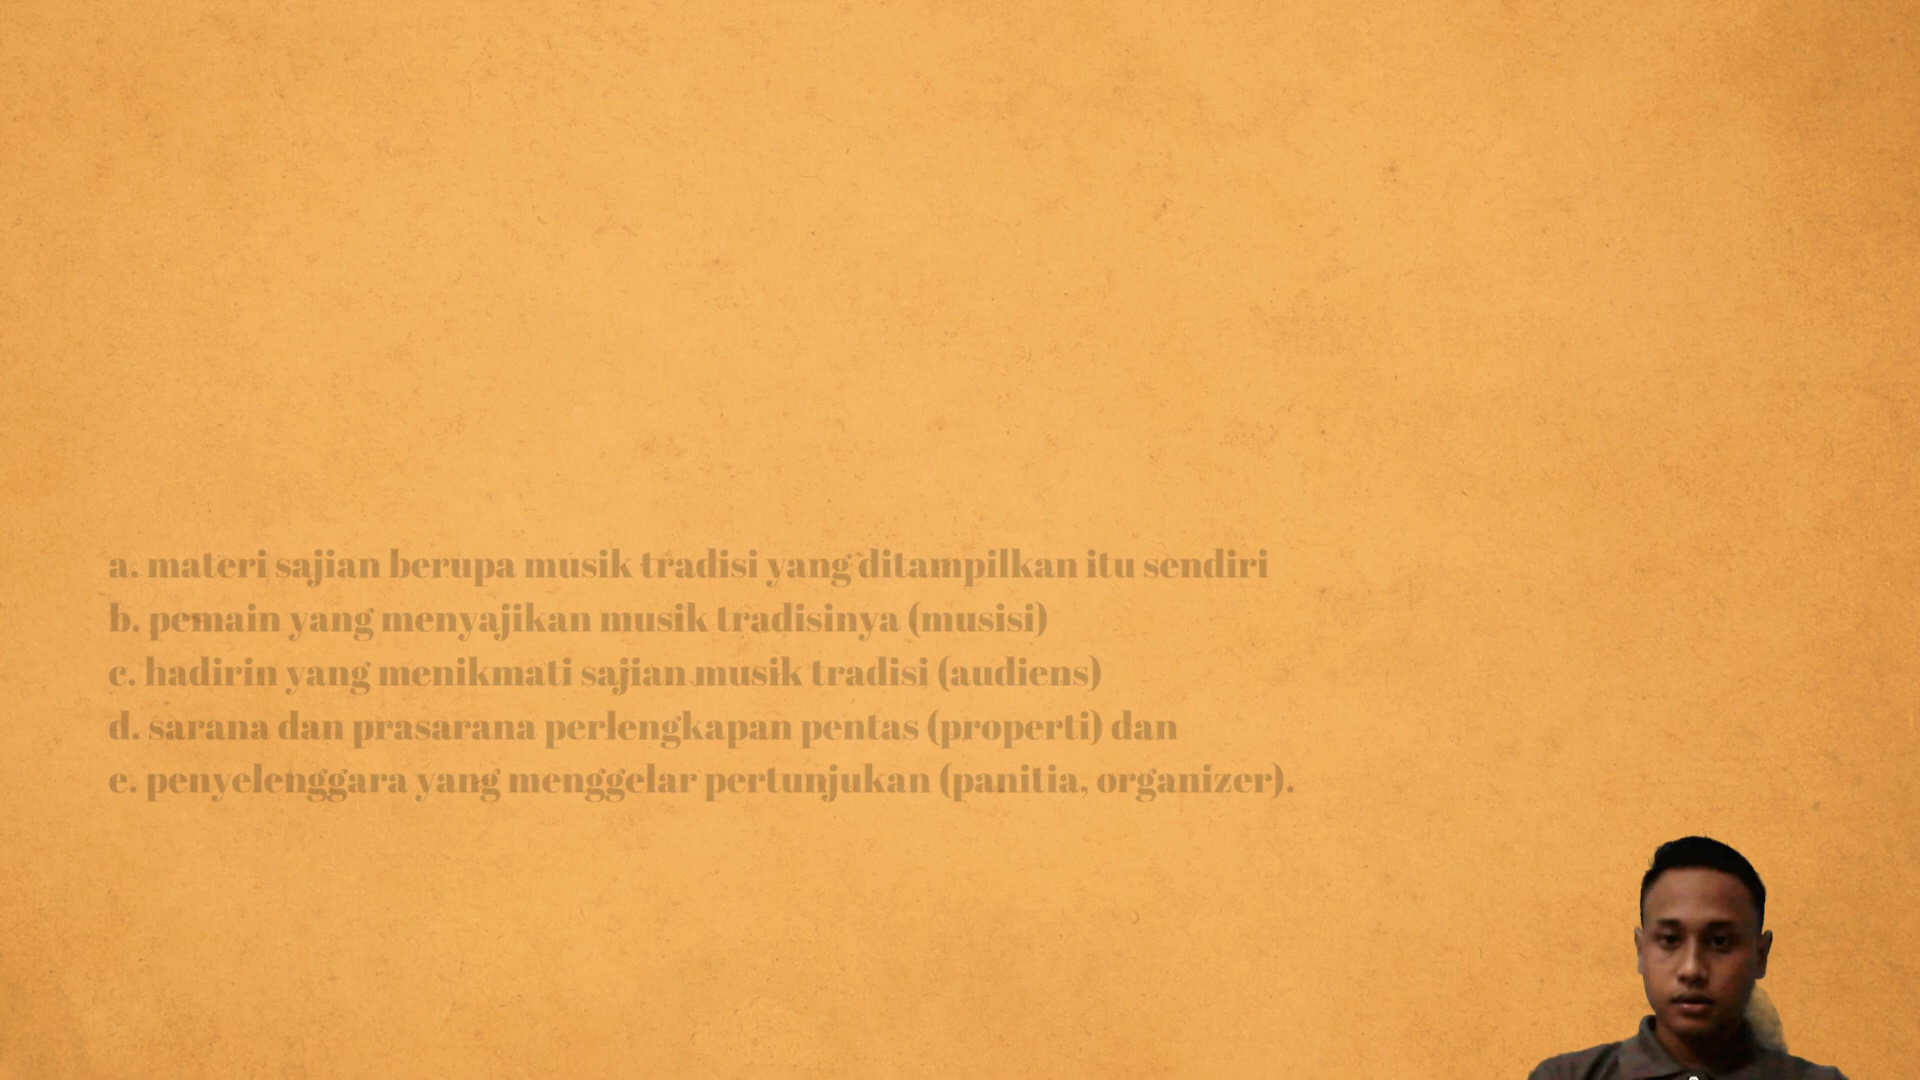 a. materi sajian berupa musik tradisi yang ditampilkan itu sendiri
b. pemain yang menyajikan musik tradisinya (musisi)
c. hadirin yang menikmati sajian musik tradisi (audiens)
d. sarana dan prasarana perlengkapan pentas (properti) dan
e. penyelenggara yang menggelar pertunjukan (panitia, organizer).